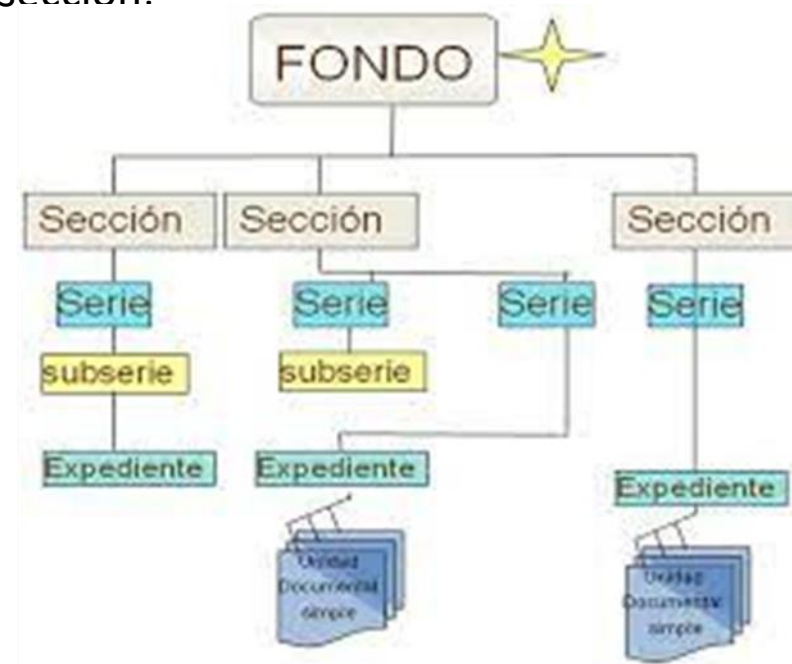 sección.
FONDO
Sección Sección Sección
Serie Serie Serie Serie
subserie subserie
Expediente Expediente Expediente
Unidad Unidad
Documental Documental
simple simple